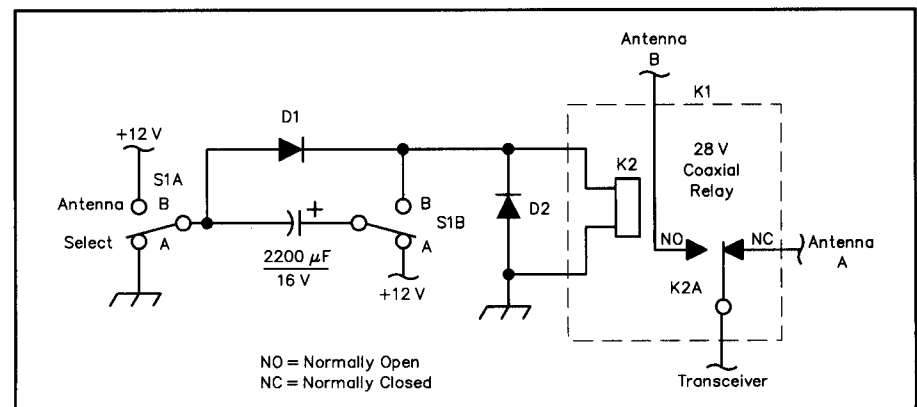 Antenna
B
K1
D1
+12 V
28 V
Coaxial
Relay
K2
S1A
Antenna B
B
S1B
D2
+
Select A
A
NO
NC
Antenna
A
2200 µF
16 V
+12 V
K2A
NO = Normally Open
NC = Normally Closed
Transceiver